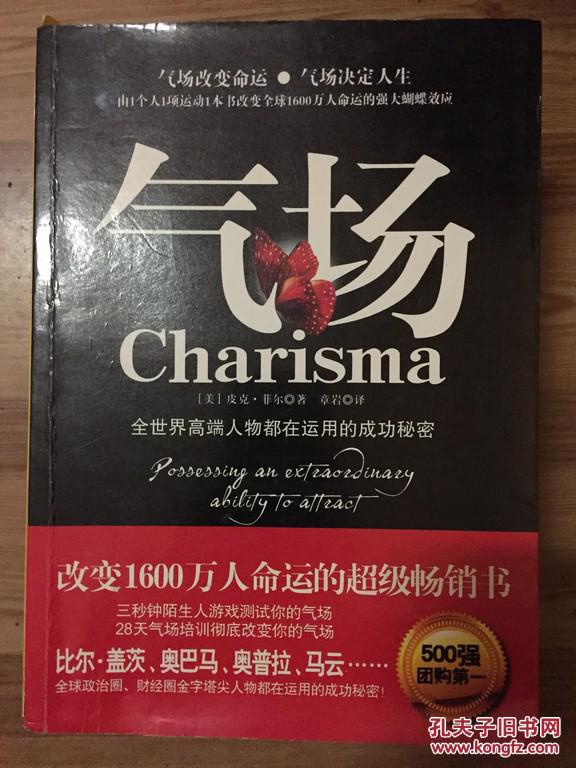 气场改变命运 ● 气场决定人生
由1个人1项运动1本书改变全球1600万人命运的强大蝴蝶效应
气场
Charisma
[美] 皮克·菲尔◎著 章岩◎译
全世界高端人物都在运用的成功秘密
Possessing an extraordinary
ability to attract
改变1600万人命运的超级畅销书
三秒钟陌生人游戏测试你的气场
28天气场培训彻底改变你的气场
比尔·盖茨、奥巴马、奥普拉、马云……
全球政治圈、财经圈金字塔尖人物都在运用的成功秘密!
500强
团购第一
孔夫子旧书网
www.kongfz.com